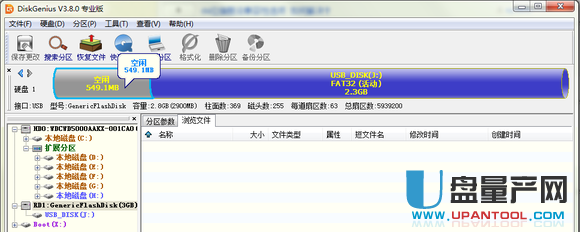 DiskGenius V3.8.0 专业版
文件(F) 硬盘(D) 分区(P) 工具(T) 查看(V) 帮助(H)
保存更改 搜索分区 恢复文件 分区 格式化 删除分区 备份分区
空闲
549.1MB
硬盘 1
空闲
549.1MB
USB_DISK(J:)
FAT32 (活动)
2.3GB
接口:USB 型号:GenericFlashDisk 容量:2.8GB(2900MB) 柱面数:369 磁头数:255 每道扇区数:63 总扇区数:5939200
HD0:WDCWD5000AAKX-001CA0(
本地磁盘(C:)
扩展分区
本地磁盘(D:)
本地磁盘(E:)
本地磁盘(F:)
本地磁盘(G:)
本地磁盘(H:)
RD1:GenericFlashDisk(3GB)
USB_DISK(J:)
Boot(X:)
分区参数 浏览文件
名称 大小 文件类型 属性 短文件名 修改时间 创建时间
U盘量产网
WWW.UPANTOOL.COM